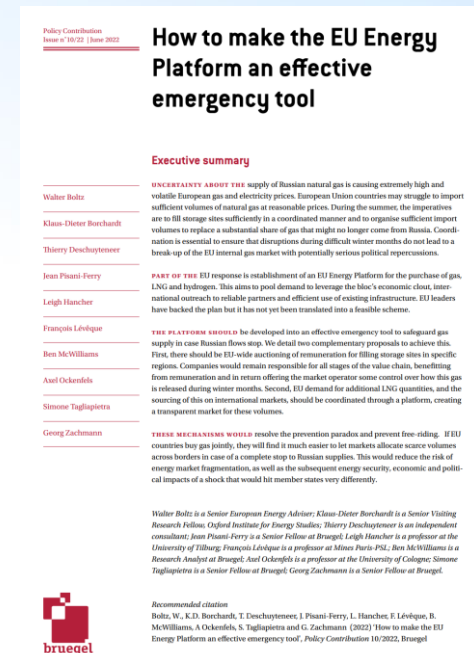 Policy Contribution
Issue n˚10/22 | June 2022
How to make the EU Energy
Platform an effective
emergency tool
Executive summary
Walter Boltz
Klaus-Dieter Borchardt
Thierry Deschuyteneer
Jean Pisani-Ferry
Leigh Hancher
François Lévêque
Ben McWilliams
Axel Ockenfels
Simone Tagliapietra
Georg Zachmann
UNCERTAINTY ABOUT THE supply of Russian natural gas is causing extremely high and
volatile European gas and electricity prices. European Union countries may struggle to import
sufficient volumes of natural gas at reasonable prices. During the summer, the imperatives
are to fill storage sites sufficiently in a coordinated manner and to organise sufficient import
volumes to replace a substantial share of gas that might no longer come from Russia. Coordi-
nation is essential to ensure that disruptions during difficult winter months do not lead to a
break-up of the EU internal gas market with potentially serious political repercussions.
PART OF THE EU response is establishment of an EU Energy Platform for the purchase of gas,
LNG and hydrogen. This aims to pool demand to leverage the bloc's economic clout, inter-
national outreach to reliable partners and efficient use of existing infrastructure. EU leaders
have backed the plan but it has not yet been translated into a feasible scheme.
THE PLATFORM SHOULD be developed into an effective emergency tool to safeguard gas
supply in case Russian flows stop. We detail two complementary proposals to achieve this.
First, there should be EU-wide auctioning of remuneration for filling storage sites in specific
regions. Companies would remain responsible for all stages of the value chain, benefitting
from remuneration and in return offering the market operator some control over how this gas
is released during winter months. Second, EU demand for additional LNG quantities, and the
sourcing of this on international markets, should be coordinated through a platform, creating
a transparent market for these volumes.
THESE MECHANISMS WOULD resolve the prevention paradox and prevent free-riding. If EU
countries buy gas jointly, they will find it much easier to let markets allocate scarce volumes
across borders in case of a complete stop to Russian supplies. This would reduce the risk of
energy market fragmentation, as well as the subsequent energy security, economic and politi-
cal impacts of a shock that would hit member states very differently.
Walter Boltz is a Senior European Energy Adviser; Klaus-Dieter Borchardt is a Senior Visiting
Research Fellow, Oxford Institute for Energy Studies; Thierry Deschuyteneer is an independent
consultant; Jean Pisani-Ferry is a Senior Fellow at Bruegel; Leigh Hancher is a professor at the
University of Tilburg; François Lévêque is a professor at Mines Paris-PSL; Ben McWilliams is a
Research Analyst at Bruegel; Axel Ockenfels is a professor at the University of Cologne; Simone
Tagliapietra is a Senior Fellow at Bruegel; Georg Zachmann is a Senior Fellow at Bruegel.
Recommended citation
Boltz, W., K.D. Borchardt, T. Deschuyteneer, J. Pisani-Ferry, L. Hancher, F. Lévêque, B.
McWilliams, A Ockenfels, S. Tagliapietra and G. Zachmann (2022) 'How to make the EU
Energy Platform an effective emergency tool', Policy Contribution 10/2022, Bruegel
bruegel